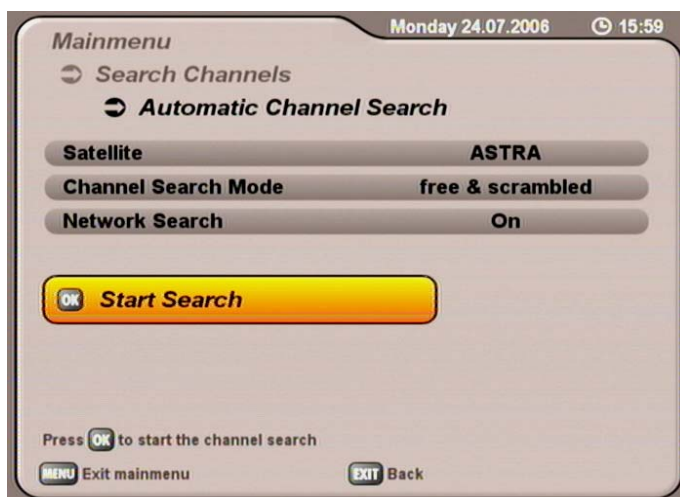 Monday 24.07.2006 15:59
Mainmenu
Search Channels
Automatic Channel Search
Satellite ASTRA
Channel Search Mode free & scrambled
Network Search On
OK Start Search
Press OK to start the channel search
MENU Exit mainmenu EXIT Back